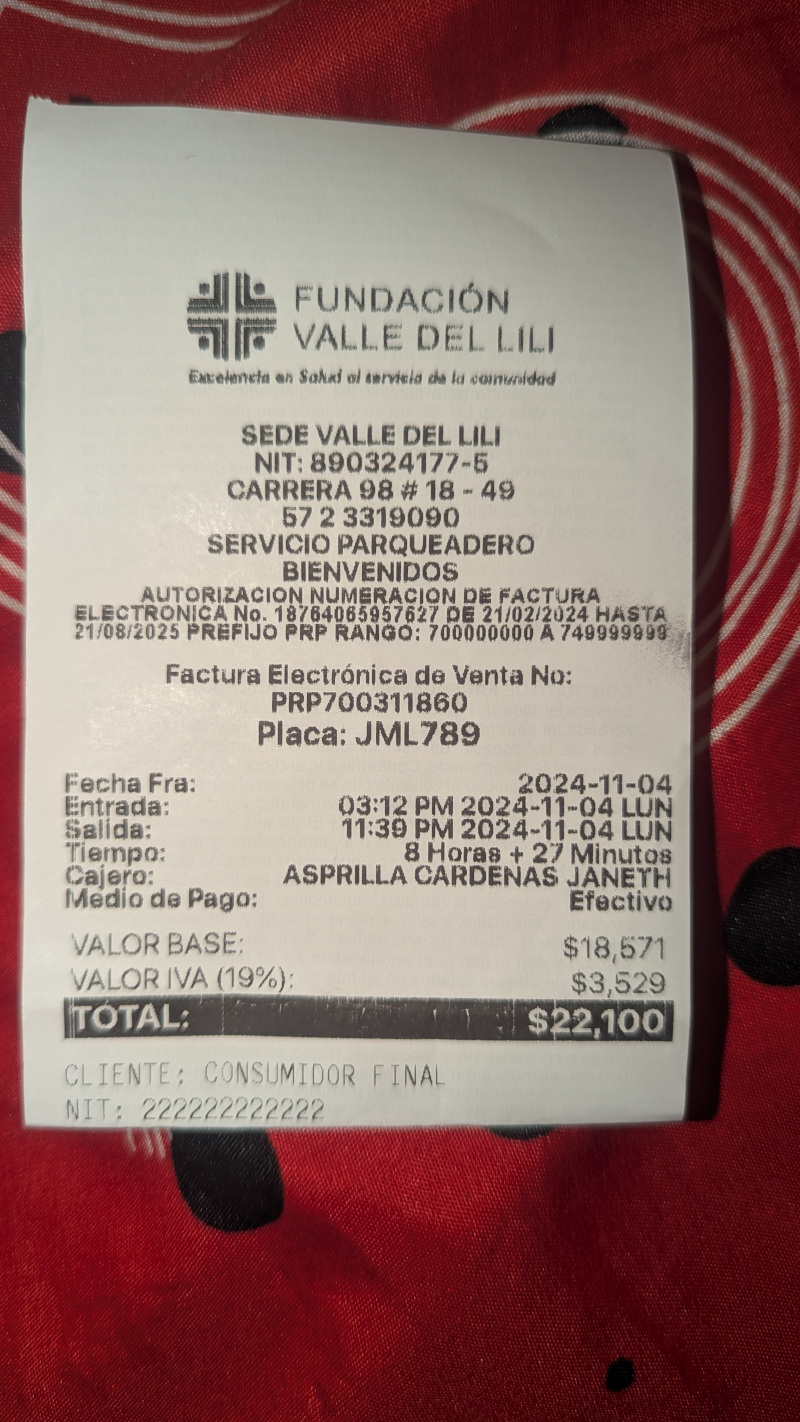 FUNDACIÓN
VALLE DEL LILI
Excelencia en Salud al servicio de la comunidad
SEDE VALLE DEL LILI
NIT: 890324177-5
CARRERA 98 # 18 - 49
57 2 3319090
SERVICIO PARQUEADERO
BIENVENIDOS
AUTORIZACION NUMERACION DE FACTURA
ELECTRONICA No. 18764065957627 DE 21/02/2024 HASTA
21/08/2025 PREFIJO PRP RANGO: 700000000 A 749999999
Factura Electrónica de Venta No:
PRP700311860
Placa: JML789
Fecha Fra: 2024-11-04
Entrada: 03:12 PM 2024-11-04 LUN
Salida: 11:39 PM 2024-11-04 LUN
Tiempo: 8 Horas + 27 Minutos
Cajero: ASPRILLA CARDENAS JANETH
Medio de Pago: Efectivo
VALOR BASE: $18,571
VALOR IVA (19%): $3,529
TOTAL: $22,100
CLIENTE: CONSUMIDOR FINAL
NIT: 222222222222